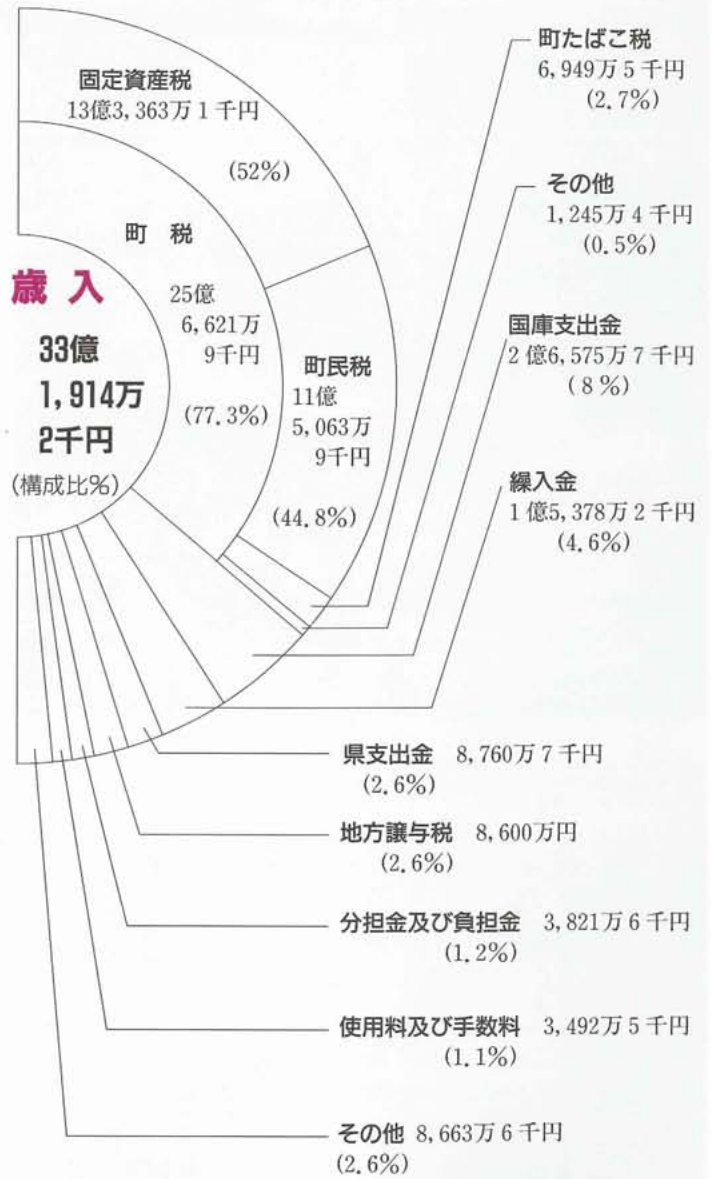 固定資産税
13億3,363万1千円
(52%)
町税
25億
6,621万
9千円
(77.3%)
歳入
33億
1,914万
2千円
(構成比%)
町民税
11億
5,063万
9千円
(44.8%)
町たばこ税
6,949万5千円
(2.7%)
その他
1,245万4千円
(0.5%)
国庫支出金
2億6,575万7千円
(8%)
繰入金
1億5,378万2千円
(4.6%)
県支出金 8,760万7千円
(2.6%)
地方譲与税 8,600万円
(2.6%)
分担金及び負担金 3,821万6千円
(1.2%)
使用料及び手数料 3,492万5千円
(1.1%)
その他 8,663万6千円
(2.6%)